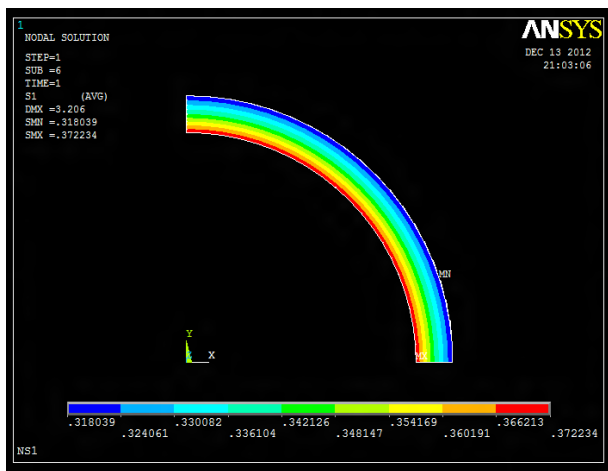 1
NODAL SOLUTION
ANSYS
DEC 13 2012
21:03:06
STEP=1
SUB =6
TIME=1
S1 (AVG)
DMX =3.206
SMN =.318039
SMX =.372234
MN
Y
X
MX
.318039 .330082 .342126 .354169 .366213
.324061 .336104 .348147 .360191 .372234
NS1